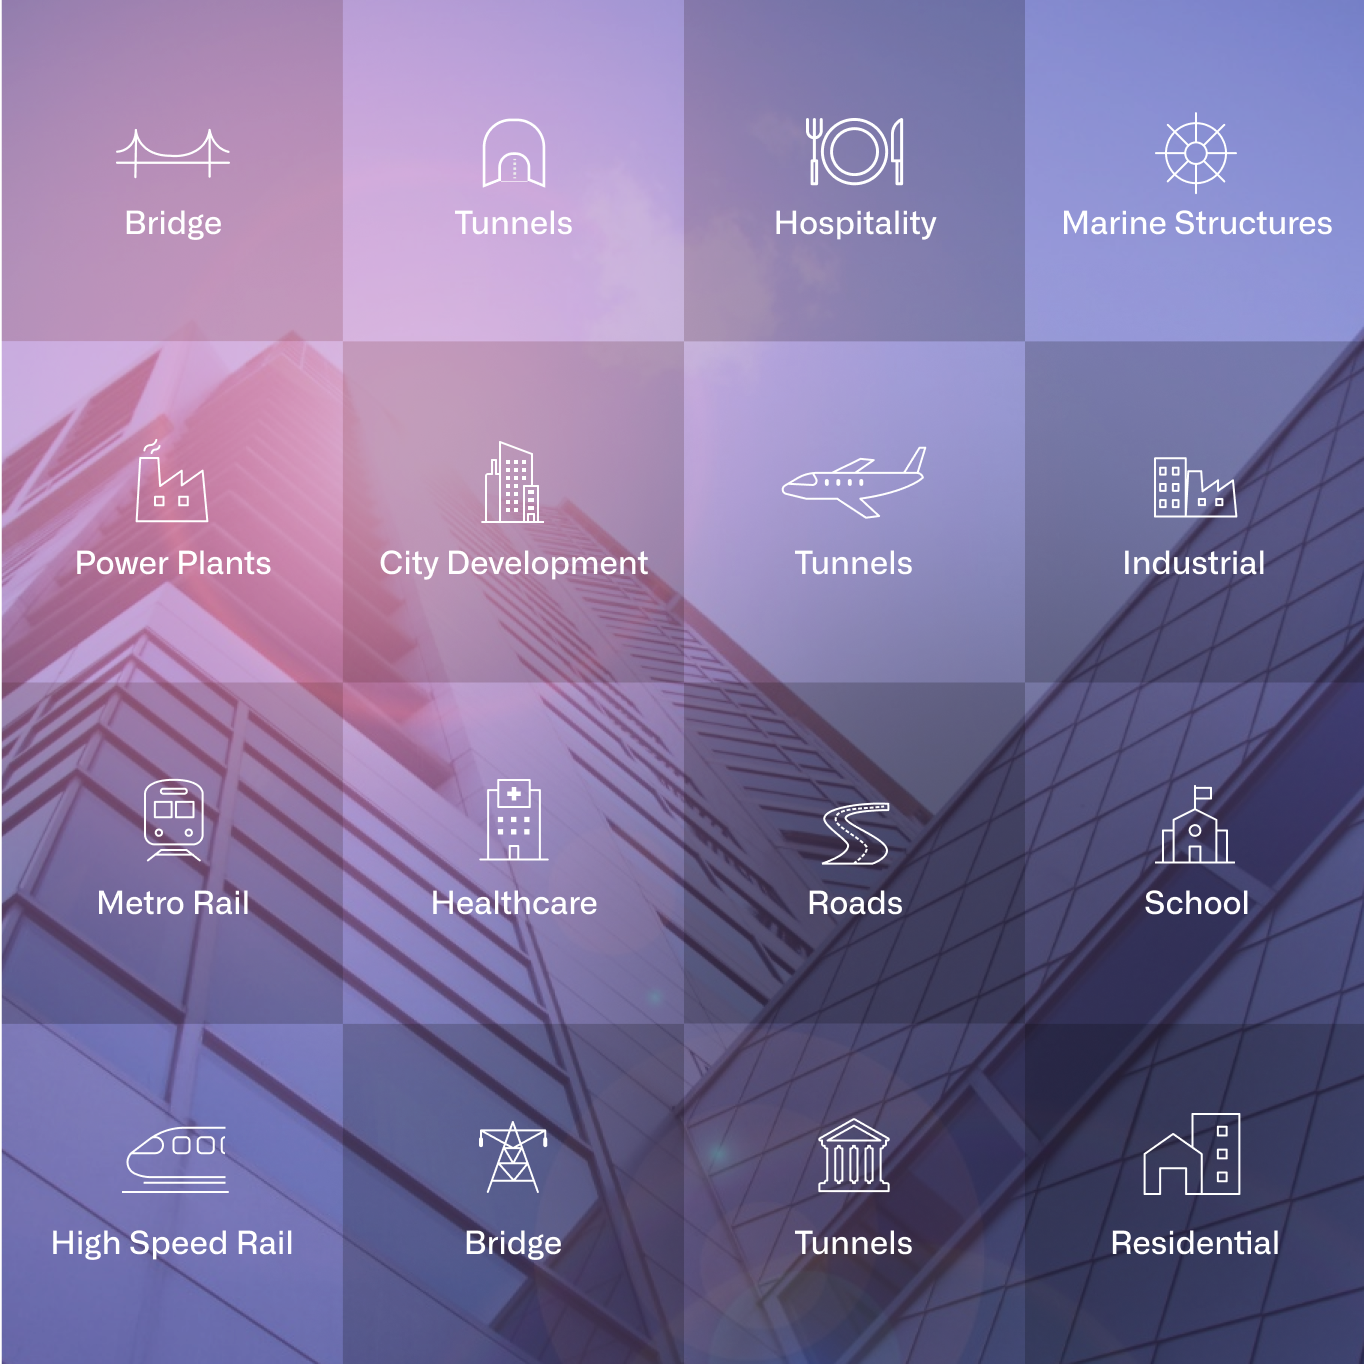 Bridge
Tunnels
Hospitality
Marine Structures
Power Plants
City Development
Tunnels
Industrial
Metro Rail
Healthcare
Roads
School
High Speed Rail
Bridge
Tunnels
Residential